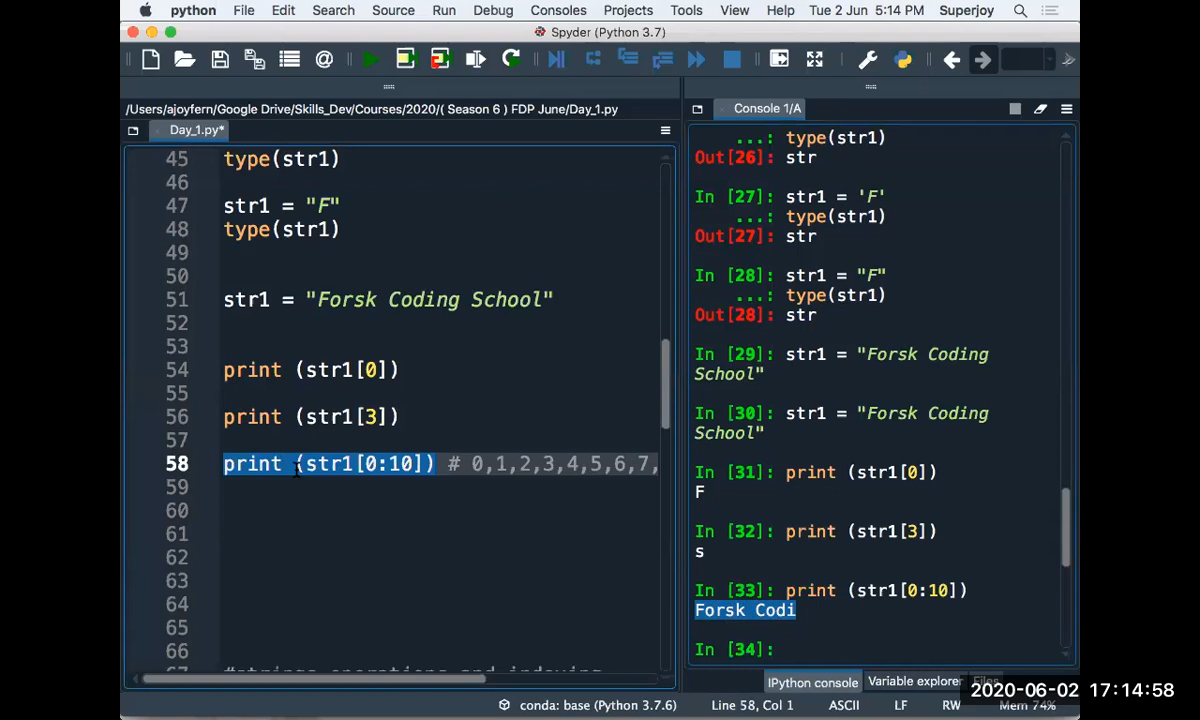 python File Edit Search Source Run Debug Consoles Projects Tools View Help Tue 2 Jun 5:14 PM Superjoy
Spyder (Python 3.7)
/Users/ajoyfern/Google Drive/Skills_Dev/Courses/2020/( Season 6 ) FDP June/Day_1.py
Day_1.py*
45 type(str1)
46
47 str1 = "F"
48 type(str1)
49
50
51 str1 = "Forsk Coding School"
52
53
54 print (str1[0])
55
56 print (str1[3])
57
58 print (str1[0:10]) # 0,1,2,3,4,5,6,7,
59
60
61
62
63
64
65
66
67 #strings operations and indexing
Console 1/A
...: type(str1)
Out[26]: str
In [27]: str1 = 'F'
...: type(str1)
Out[27]: str
In [28]: str1 = "F"
...: type(str1)
Out[28]: str
In [29]: str1 = "Forsk Coding
School"
In [30]: str1 = "Forsk Coding
School"
In [31]: print (str1[0])
F
In [32]: print (str1[3])
s
In [33]: print (str1[0:10])
Forsk Codi
In [34]:
IPython console Variable explorer Files
conda: base (Python 3.7.6) Line 58, Col 1 ASCII LF RW Mem 74%
2020-06-02 17:14:58